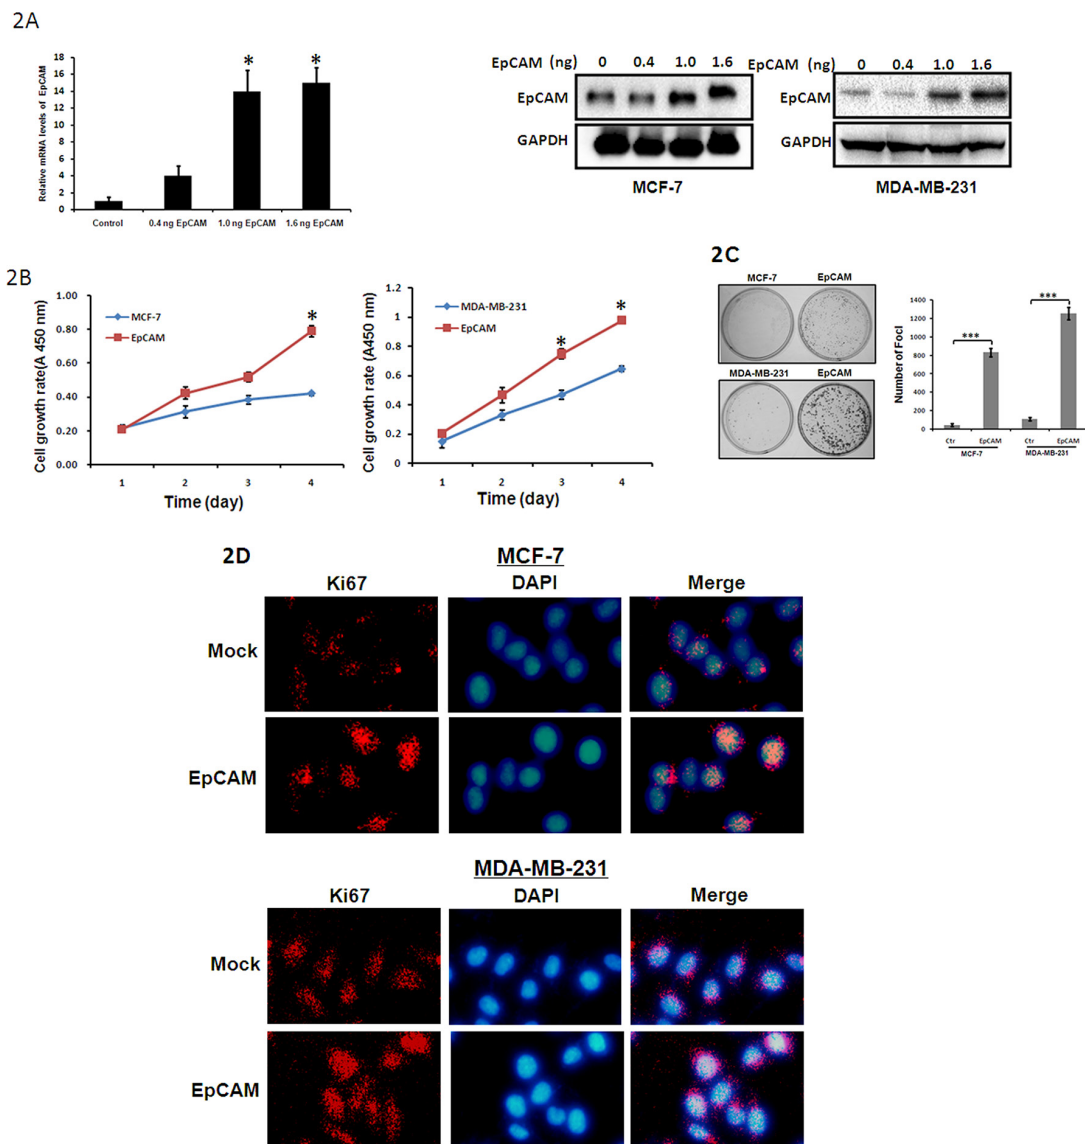 2A
Relative mRNA levels of EpCAM
18
16
14
12
10
8
6
4
2
0
*
*
Control
0.4 ng EpCAM
1.0 ng EpCAM
1.6 ng EpCAM
EpCAM (ng) 0 0.4 1.0 1.6
EpCAM
GAPDH
MCF-7
EpCAM (ng) 0 0.4 1.0 1.6
EpCAM
GAPDH
MDA-MB-231
2B
Cell growth rate(A 450 nm)
1.00
0.80
0.60
0.40
0.20
0.00
MCF-7
EpCAM
*
1 2 3 4
Time (day)
Cell growth rate (A450 nm)
1.2
1
0.8
0.6
0.4
0.2
0
MDA-MB-231
EpCAM
*
*
1 2 3 4
Time (day)
2C
MCF-7 EpCAM
MDA-MB-231 EpCAM
Number of Foci
1400
1200
1000
800
600
400
200
0
***
***
Ctr EpCAM Ctr EpCAM
MCF-7 MDA-MB-231
2D
MCF-7
Ki67 DAPI Merge
Mock
EpCAM
MDA-MB-231
Ki67 DAPI Merge
Mock
EpCAM